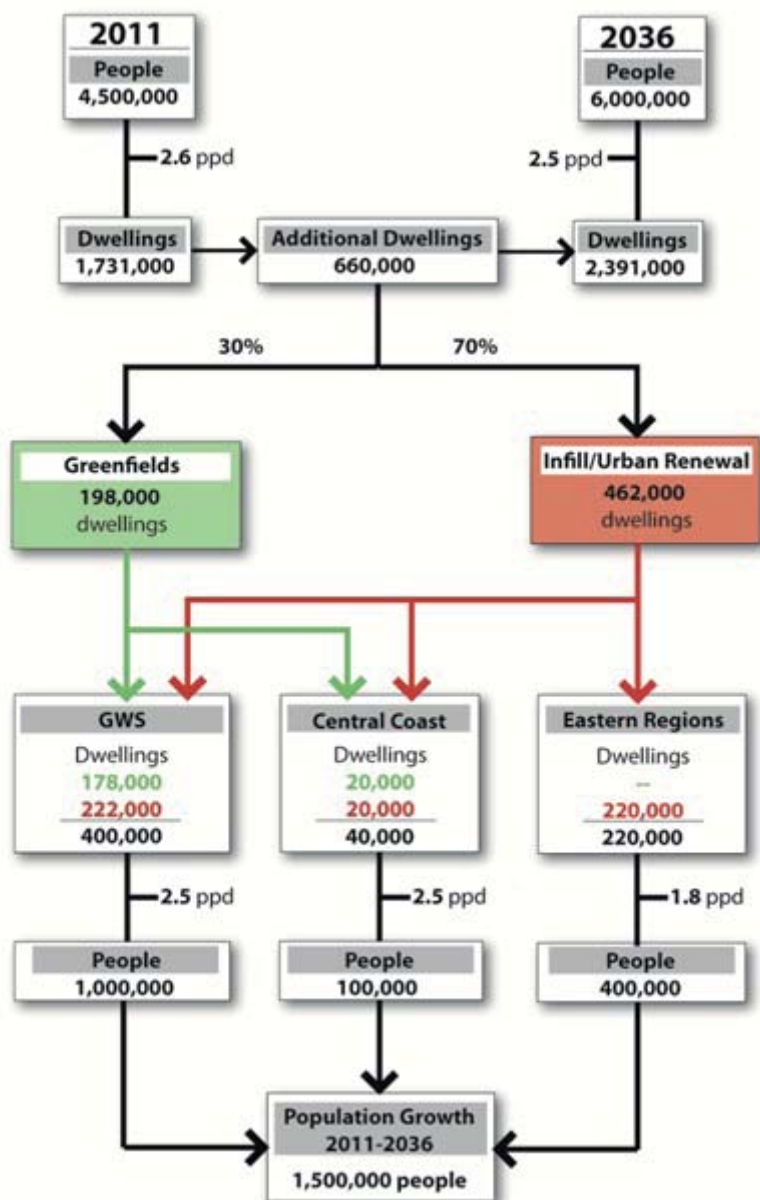 2011
People
4,500,000
2.6 ppd
2036
People
6,000,000
2.5 ppd
Dwellings
1,731,000
Additional Dwellings
660,000
Dwellings
2,391,000
30%
70%
Greenfields
198,000
dwellings
Infill/Urban Renewal
462,000
dwellings
GWS
Dwellings
178,000
222,000
400,000
Central Coast
Dwellings
20,000
20,000
40,000
Eastern Regions
Dwellings
--
220,000
220,000
2.5 ppd
2.5 ppd
1.8 ppd
People
1,000,000
People
100,000
People
400,000
Population Growth
2011-2036
1,500,000 people